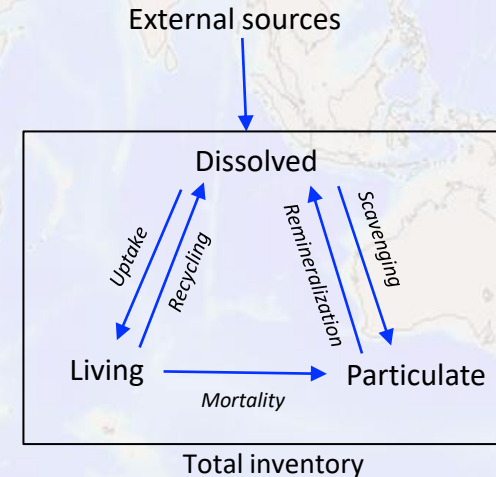 External sources
Dissolved
Uptake
Recycling
Remineralization
Scavenging
Living
Particulate
Mortality
Total inventory